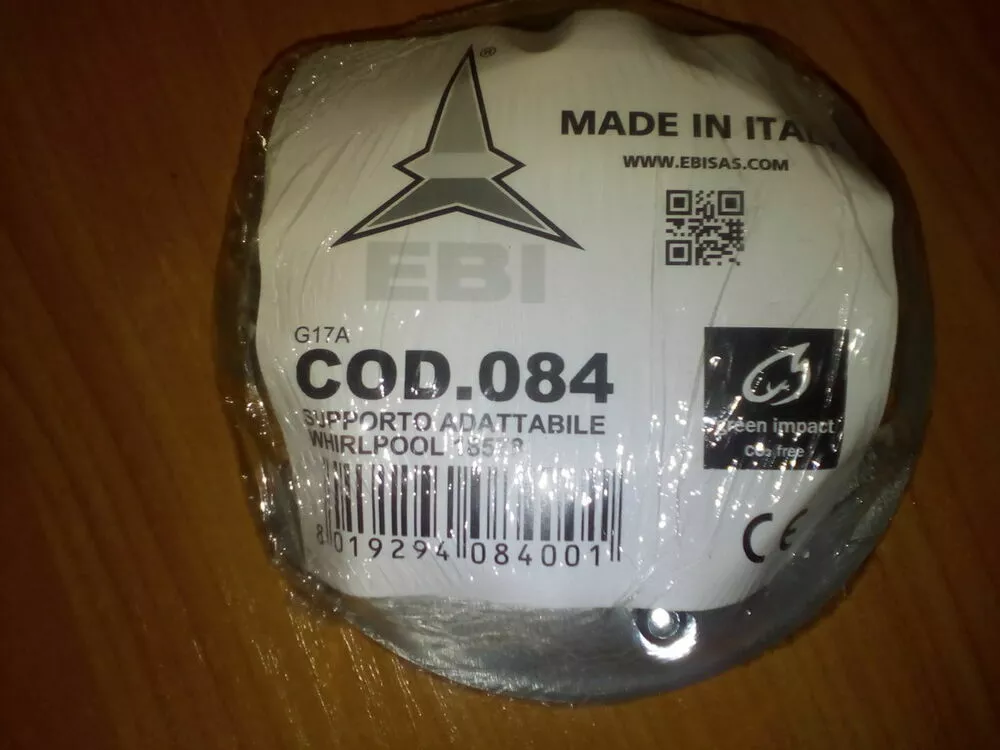 ®
MADE IN ITA
WWW.EBISAS.COM
EBI
G17A
COD.084
SUPPORTO ADATTABILE
WHIRLPOOL
green impact
CO₂ free
8 019294 084001
CE